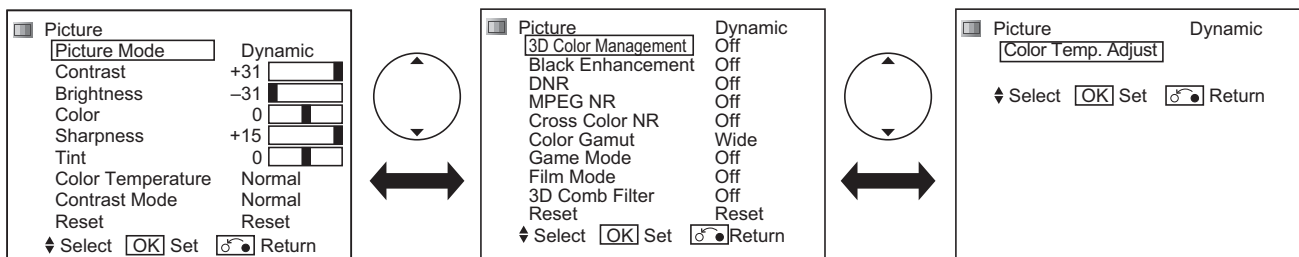 Picture
Picture Mode Dynamic
Contrast +31
Brightness –31
Color 0
Sharpness +15
Tint 0
Color Temperature Normal
Contrast Mode Normal
Reset Reset
Select OK Set Return
Picture Dynamic
3D Color Management Off
Black Enhancement Off
DNR Off
MPEG NR Off
Cross Color NR Off
Color Gamut Wide
Game Mode Off
Film Mode Off
3D Comb Filter Off
Reset Reset
Select OK Set Return
Picture Dynamic
Color Temp. Adjust
Select OK Set Return